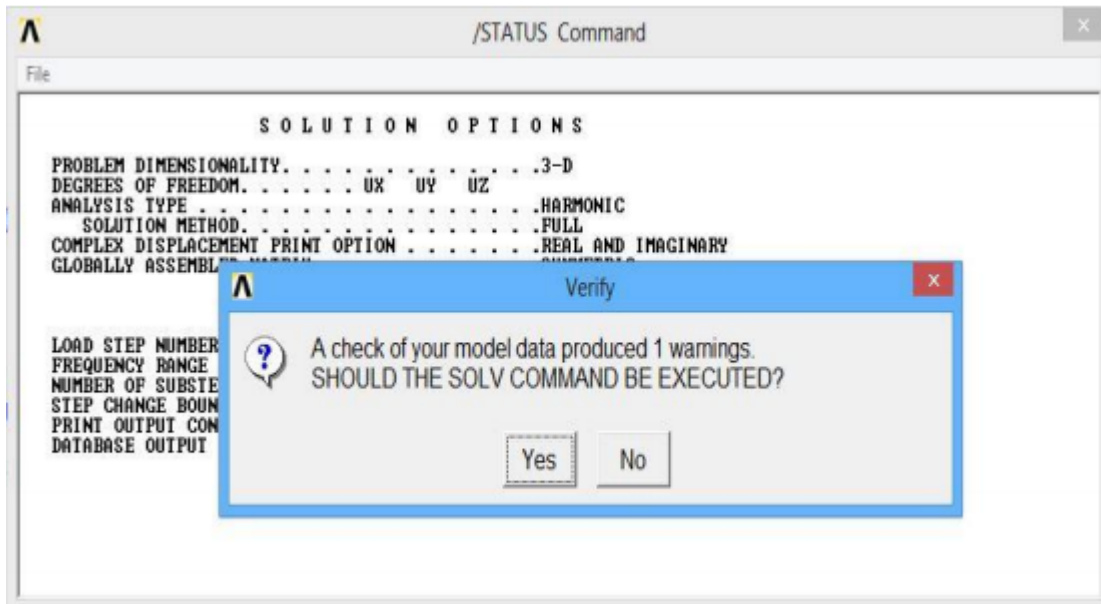 /STATUS Command
File
S O L U T I O N   O P T I O N S
PROBLEM DIMENSIONALITY. . . . . . . . . . . . .3-D
DEGREES OF FREEDOM. . . . . . UX   UY   UZ
ANALYSIS TYPE . . . . . . . . . . . . . . . . .HARMONIC
SOLUTION METHOD. . . . . . . . . . . . . . .FULL
COMPLEX DISPLACEMENT PRINT OPTION . . . . . . .REAL AND IMAGINARY
GLOBALLY
Verify
A check of your model data produced 1 warnings.
SHOULD THE SOLV COMMAND BE EXECUTED?
Yes No
LOAD STEP NUMBER
FREQUENCY RANGE
NUMBER OF SUBSTE
STEP CHANGE BOUN
PRINT OUTPUT CON
DATABASE OUTPUT